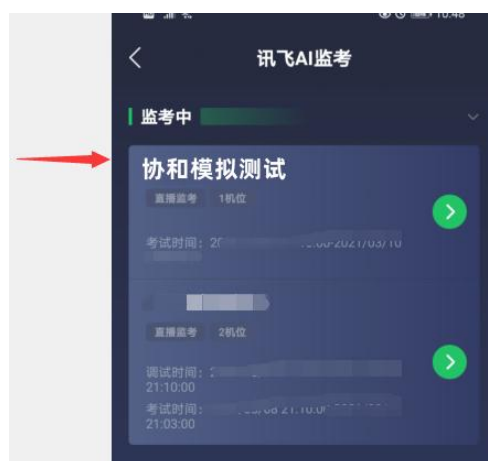 10:48
讯飞AI监考
监考中
协和模拟测试
直播监考 1机位
考试时间：
-2021/03/10
直播监考 2机位
调试时间：
21:10:00
考试时间：
21:03:00